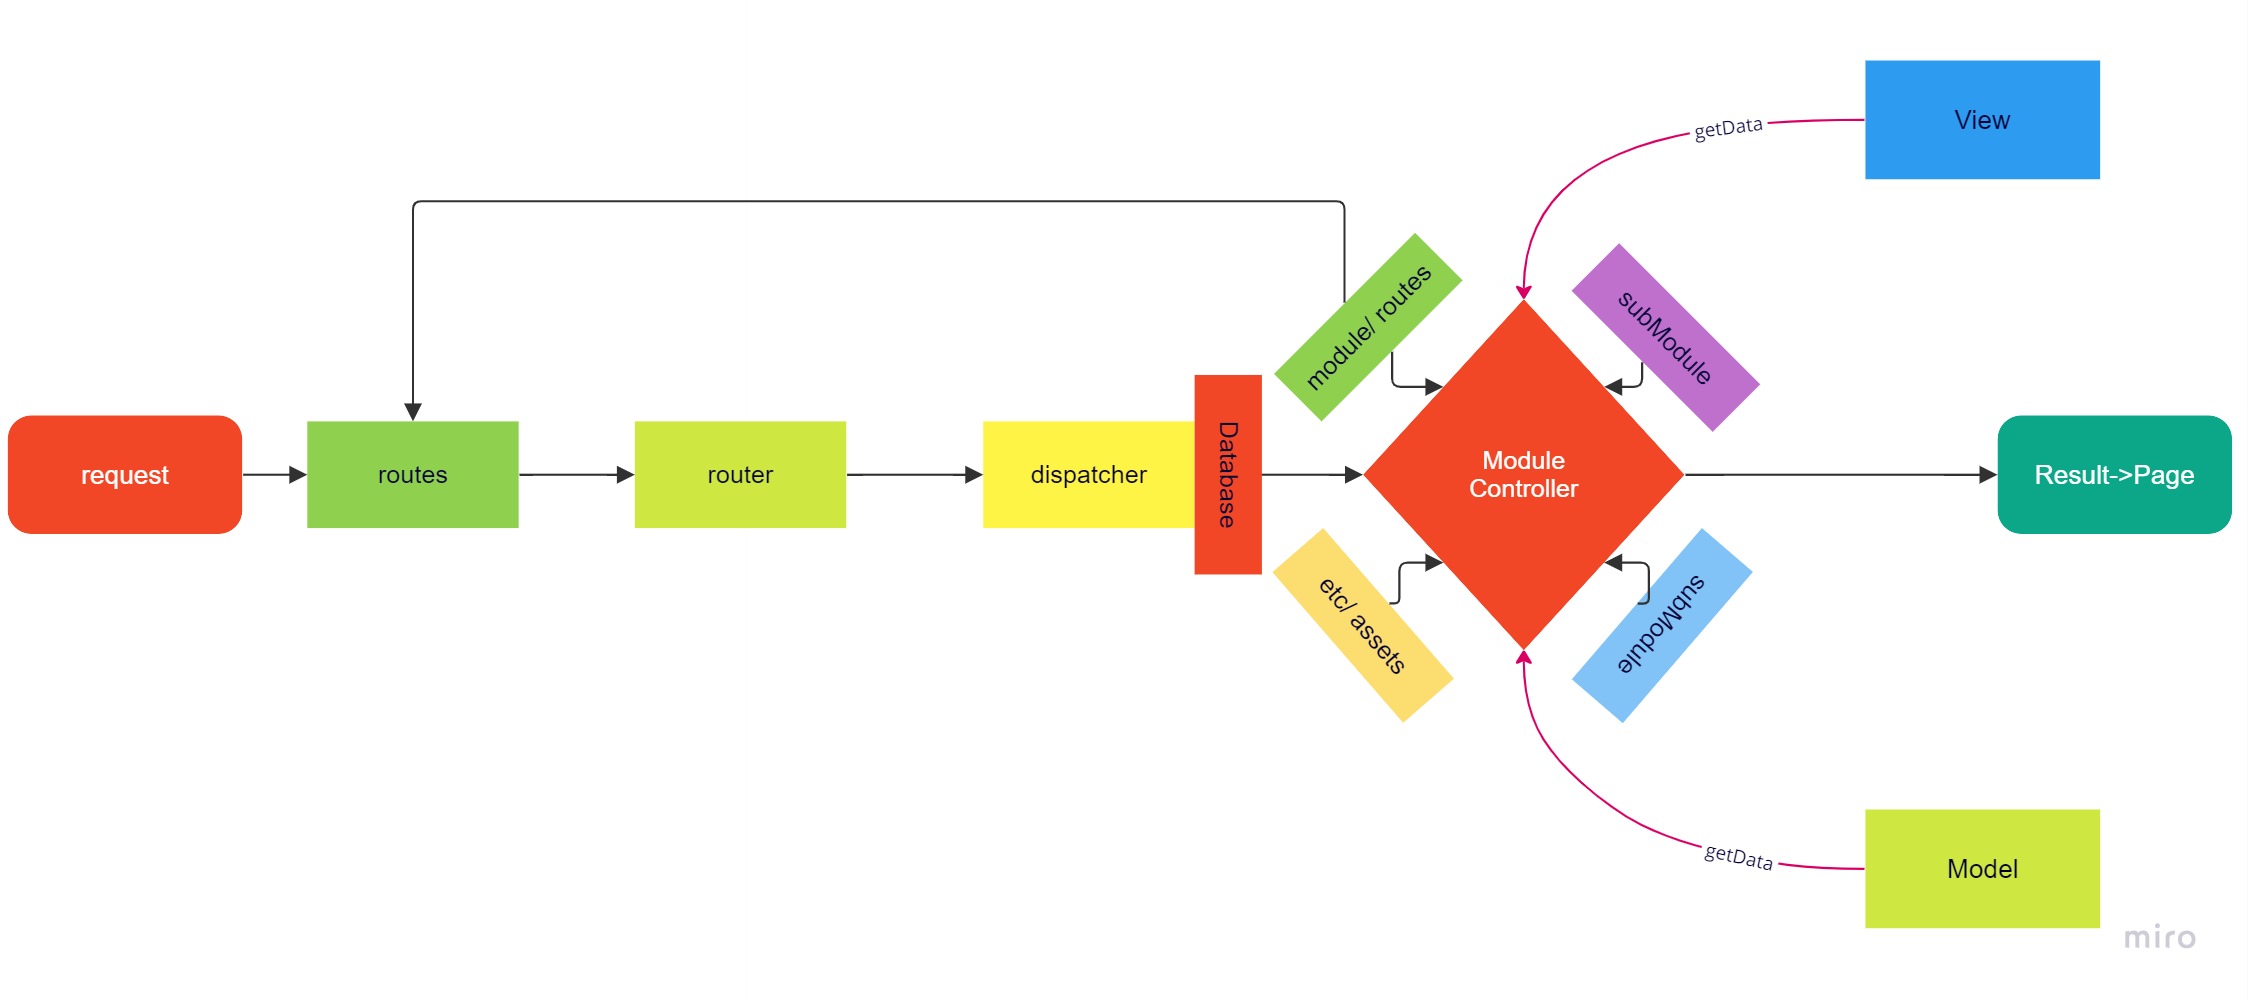 View
getData
module/ routes
subModule
request
routes
router
dispatcher
Database
Module
Controller
Result->Page
etc/ assets
subModule
getData
Model
miro